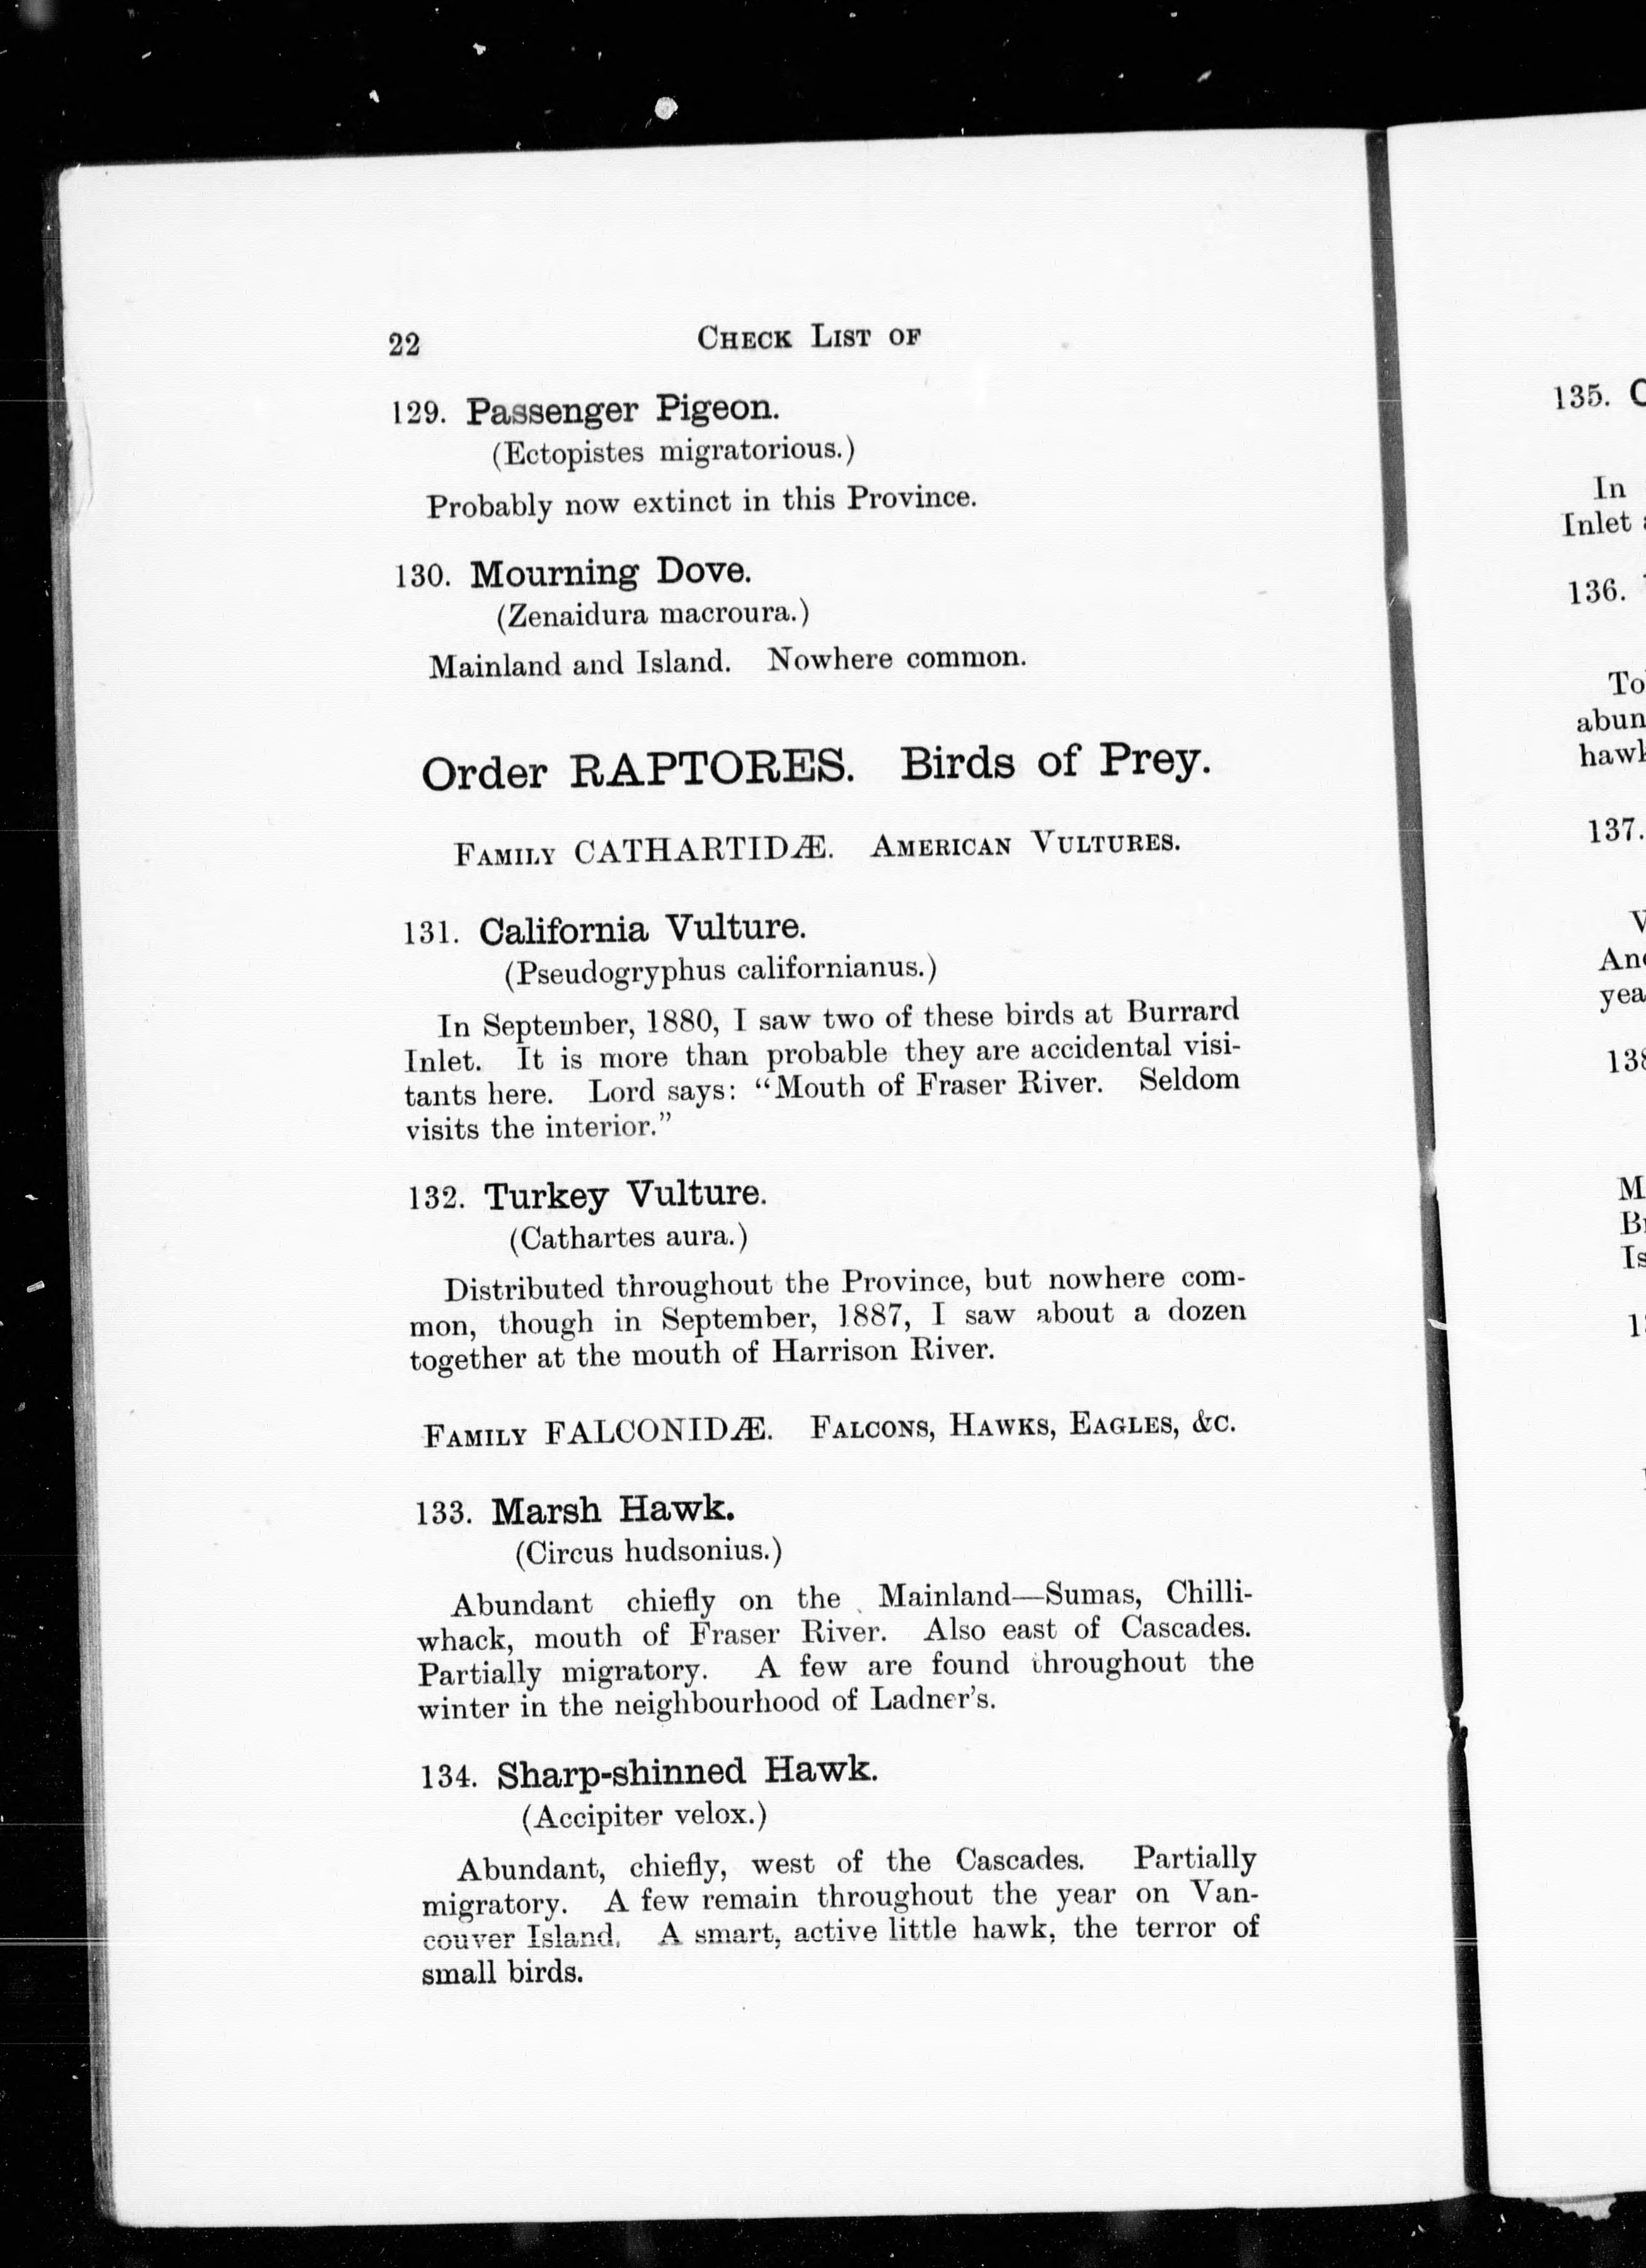 22 CHECK LIST OF
129. Passenger Pigeon.
(Ectopistes migratorious.)
Probably now extinct in this Province.
130. Mourning Dove.
(Zenaidura macroura.)
Mainland and Island. Nowhere common.
Order RAPTORES. Birds of Prey.
FAMILY CATHARTIDÆ. AMERICAN VULTURES.
131. California Vulture.
(Pseudogryphus californianus.)
In September, 1880, I saw two of these birds at Burrard
Inlet. It is more than probable they are accidental visi-
tants here. Lord says: “Mouth of Fraser River. Seldom
visits the interior.”
132. Turkey Vulture.
(Cathartes aura.)
Distributed throughout the Province, but nowhere com-
mon, though in September, 1887, I saw about a dozen
together at the mouth of Harrison River.
FAMILY FALCONIDÆ. FALCONS, HAWKS, EAGLES, &C.
133. Marsh Hawk.
(Circus hudsonius.)
Abundant chiefly on the Mainland—Sumas, Chilli-
whack, mouth of Fraser River. Also east of Cascades.
Partially migratory. A few are found throughout the
winter in the neighbourhood of Ladner’s.
134. Sharp-shinned Hawk.
(Accipiter velox.)
Abundant, chiefly, west of the Cascades. Partially
migratory. A few remain throughout the year on Van-
couver Island. A smart, active little hawk, the terror of
small birds.
135.
In
Inlet
136.
137.